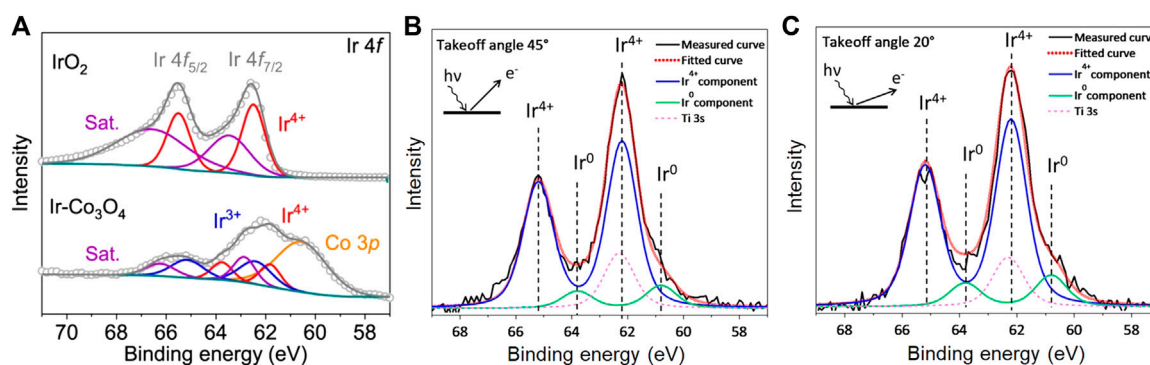 A
Ir 4f
IrO2
Ir 4f5/2 Ir 4f7/2
Sat.
Ir4+
Ir-Co3O4
Ir3+
Ir4+
Sat.
Co 3p
Intensity
70 68 66 64 62 60 58
Binding energy (eV)
B
Takeoff angle 45°
hν
e-
Ir4+
Ir4+
Ir0
Ir0
Measured curve
Fitted curve
Ir4+ component
Ir0 component
Ti 3s
Intensity
68 66 64 62 60 58
Binding energy (eV)
C
Takeoff angle 20°
hν
e-
Ir4+
Ir4+
Ir0
Ir0
Measured curve
Fitted curve
Ir4+ component
Ir0 component
Ti 3s
Intensity
68 66 64 62 60 58
Binding energy (eV)